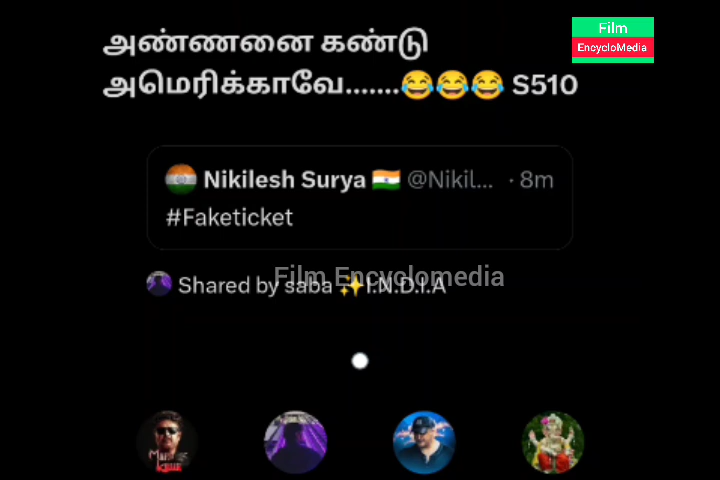 அண்ணனை கண்டு
அமெரிக்காவே.......😂😂😂 S510
Film
EncycloMedia
Nikilesh Surya 🇮🇳 @Nikil... · 8m
#Faketicket
Shared by saba ✨I.N.D.I.A
Film Encyclomedia